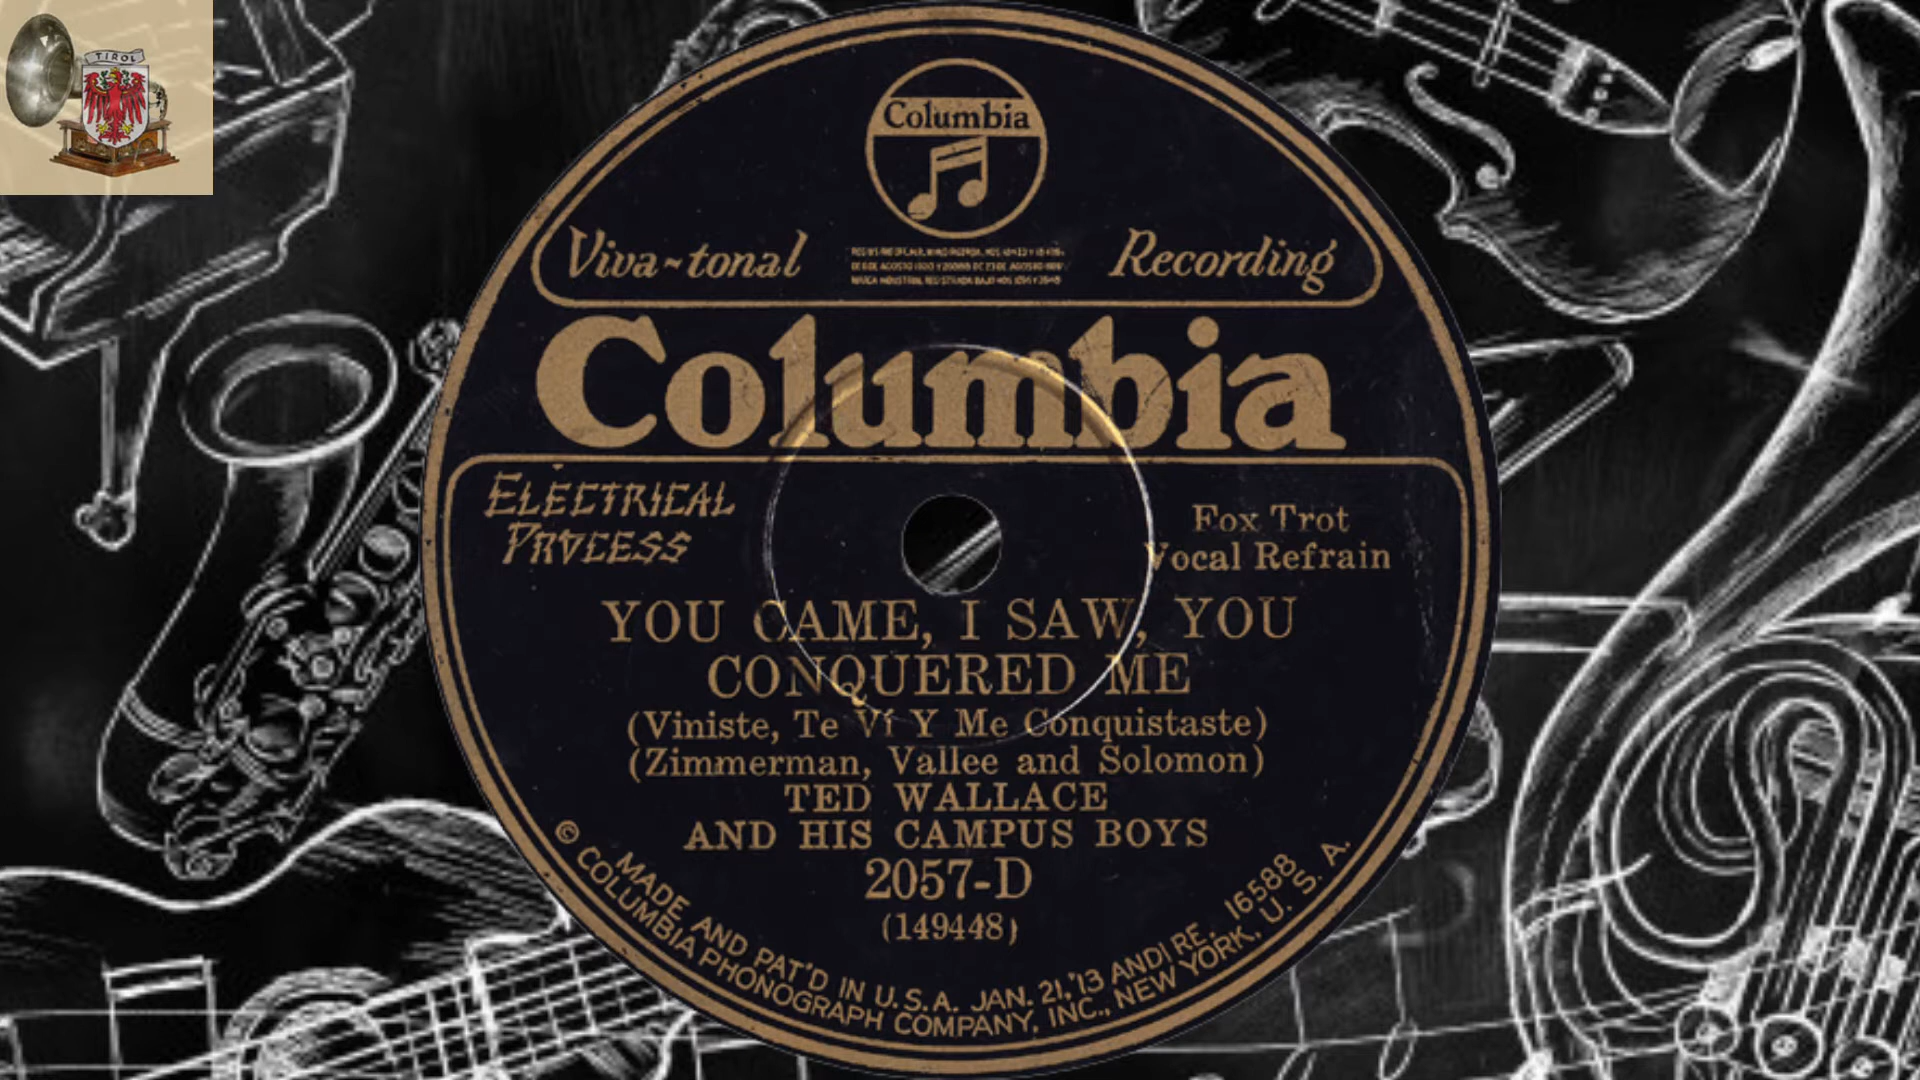 TIROL
Columbia
Viva-tonal
Recording
Columbia
ELECTRICAL
PROCESS
Fox Trot
Vocal Refrain
YOU CAME, I SAW, YOU
CONQUERED ME
(Viniste, Te Ví Y Me Conquistaste)
(Zimmerman, Vallee and Solomon)
TED WALLACE
AND HIS CAMPUS BOYS
2057-D
(149448)
MADE AND PAT'D IN U.S.A. JAN. 21,'13 AND RE. 16588
© COLUMBIA PHONOGRAPH COMPANY, INC., NEW YORK, U. S. A.